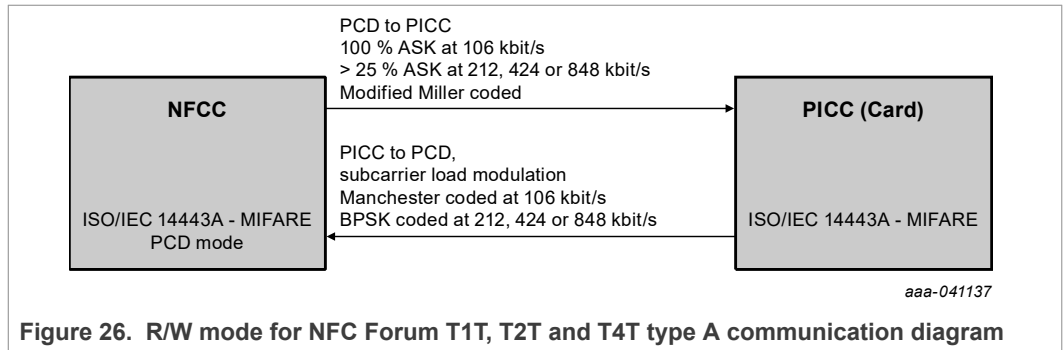 PCD to PICC
100 % ASK at 106 kbit/s
> 25 % ASK at 212, 424 or 848 kbit/s
Modified Miller coded
NFCC
PICC (Card)
PICC to PCD,
subcarrier load modulation
Manchester coded at 106 kbit/s
BPSK coded at 212, 424 or 848 kbit/s
ISO/IEC 14443A - MIFARE
PCD mode
ISO/IEC 14443A - MIFARE
aaa-041137
Figure 26. R/W mode for NFC Forum T1T, T2T and T4T type A communication diagram